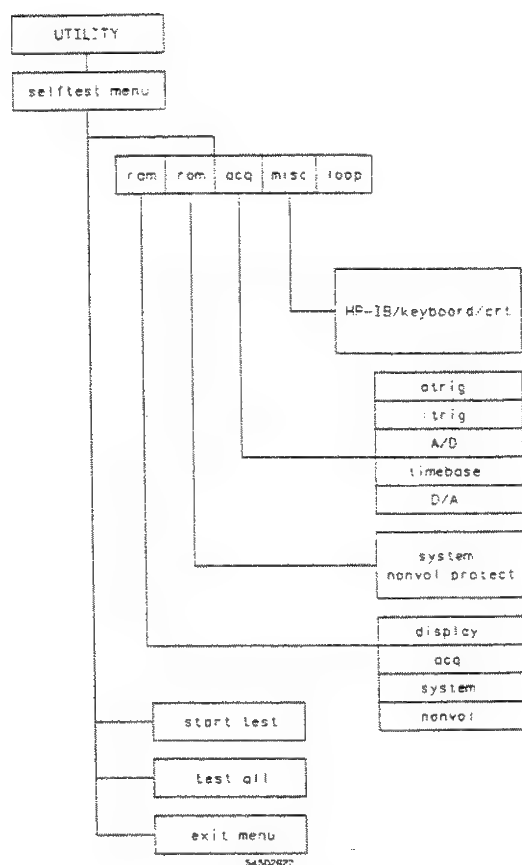 UTILITY
selftest menu
ram rom acq misc loop
HP-IB/keyboard/crt
atrig
ltrig
A/D
timebase
D/A
system
nonvol protect
display
acq
system
nonvol
start test
test all
exit menu